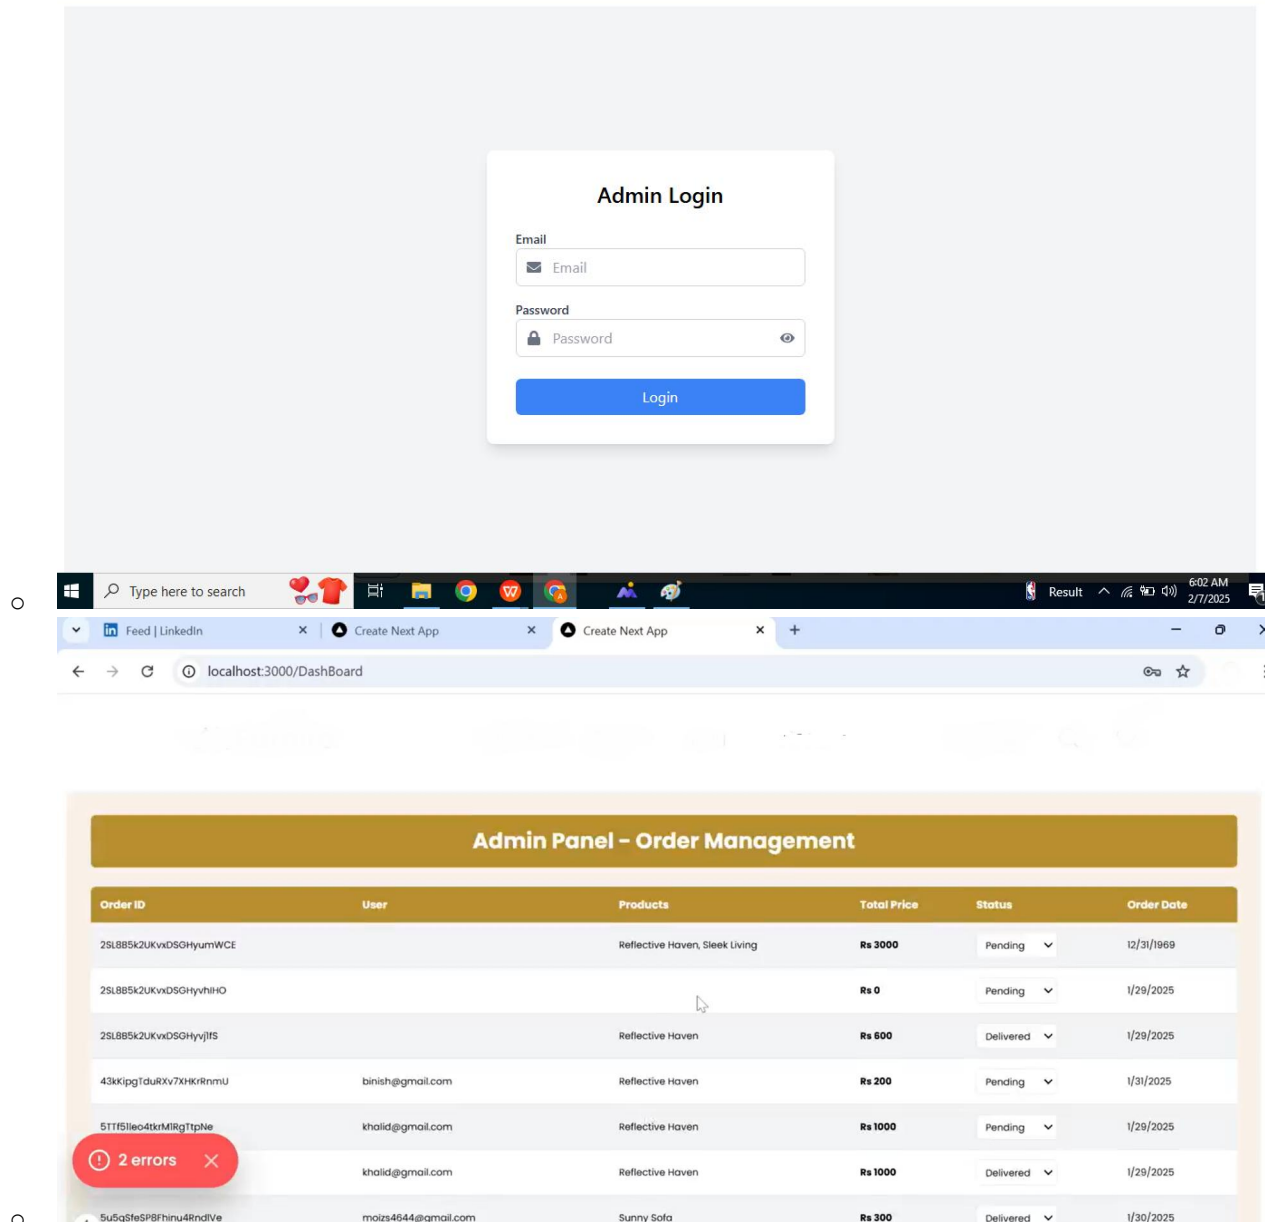 Admin Login
Email
Email
Password
Password
Login
Type here to search
Result
6:02 AM
2/7/2025
Feed | LinkedIn
Create Next App
Create Next App
localhost:3000/DashBoard
Admin Panel - Order Management
Order ID User Products Total Price Status Order Date
2SL8B5k2UKvxDSGHyumWCE Reflective Haven, Sleek Living Rs 3000 Pending 12/31/1969
2SL8B5k2UKvxDSGHyvhIHO Rs 0 Pending 1/29/2025
2SL8B5k2UKvxDSGHyvj1fS Reflective Haven Rs 600 Delivered 1/29/2025
43kKipgTduRXv7XHKrRnmU binish@gmail.com Reflective Haven Rs 200 Pending 1/31/2025
5TTf51leo4tkrM1RgTtpNe khalid@gmail.com Reflective Haven Rs 1000 Pending 1/29/2025
2 errors
khalid@gmail.com Reflective Haven Rs 1000 Delivered 1/29/2025
5u5qSfeSP8Fhinu4RndlVe moizs4644@gmail.com Sunny Sofa Rs 300 Delivered 1/30/2025